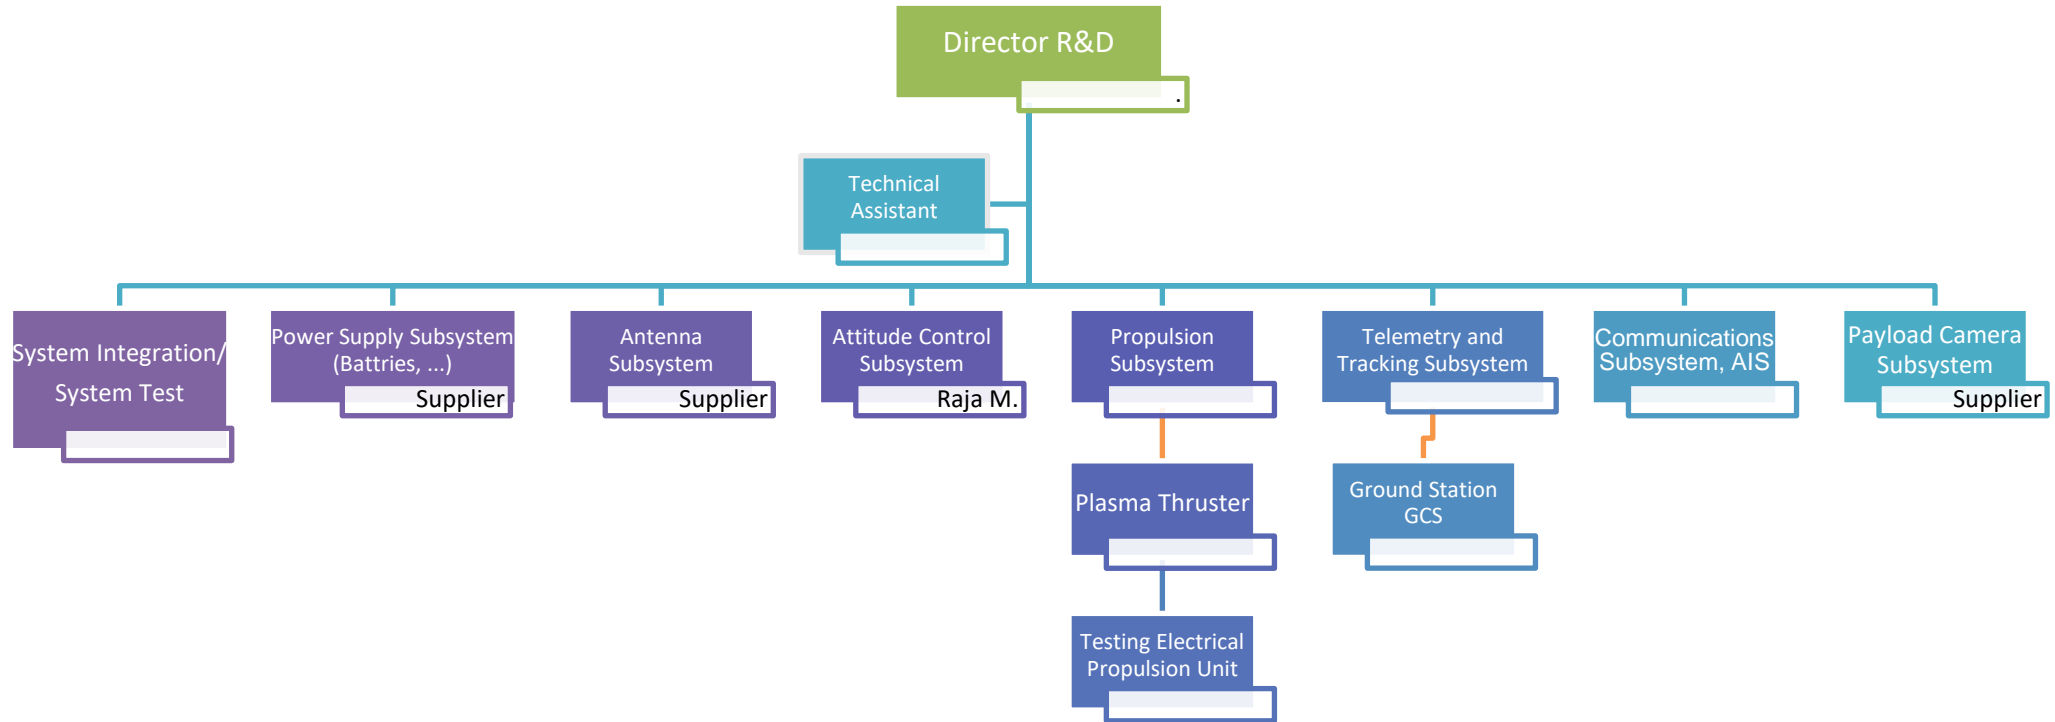 Director R&D
.
Technical
Assistant
System Integration/
System Test
Power Supply Subsystem
(Battries, ...)
Supplier
Antenna
Subsystem
Supplier
Attitude Control
Subsystem
Raja M.
Propulsion
Subsystem
Telemetry and
Tracking Subsystem
Communications
Subsystem, AIS
Payload Camera
Subsystem
Supplier
Plasma Thruster
Ground Station
GCS
Testing Electrical
Propulsion Unit